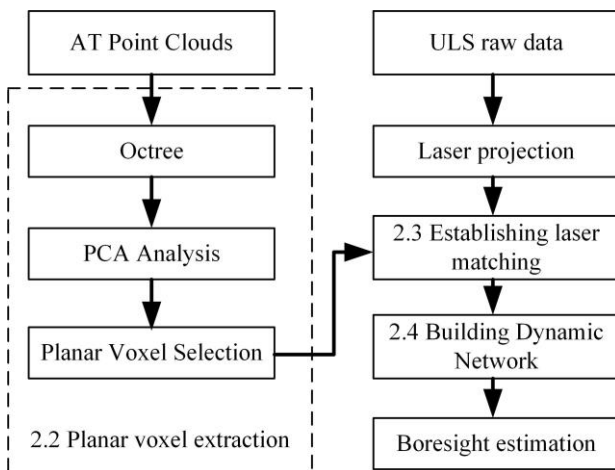 AT Point Clouds
Octree
PCA Analysis
Planar Voxel Selection
2.2 Planar voxel extraction
ULS raw data
Laser projection
2.3 Establishing laser
matching
2.4 Building Dynamic
Network
Boresight estimation